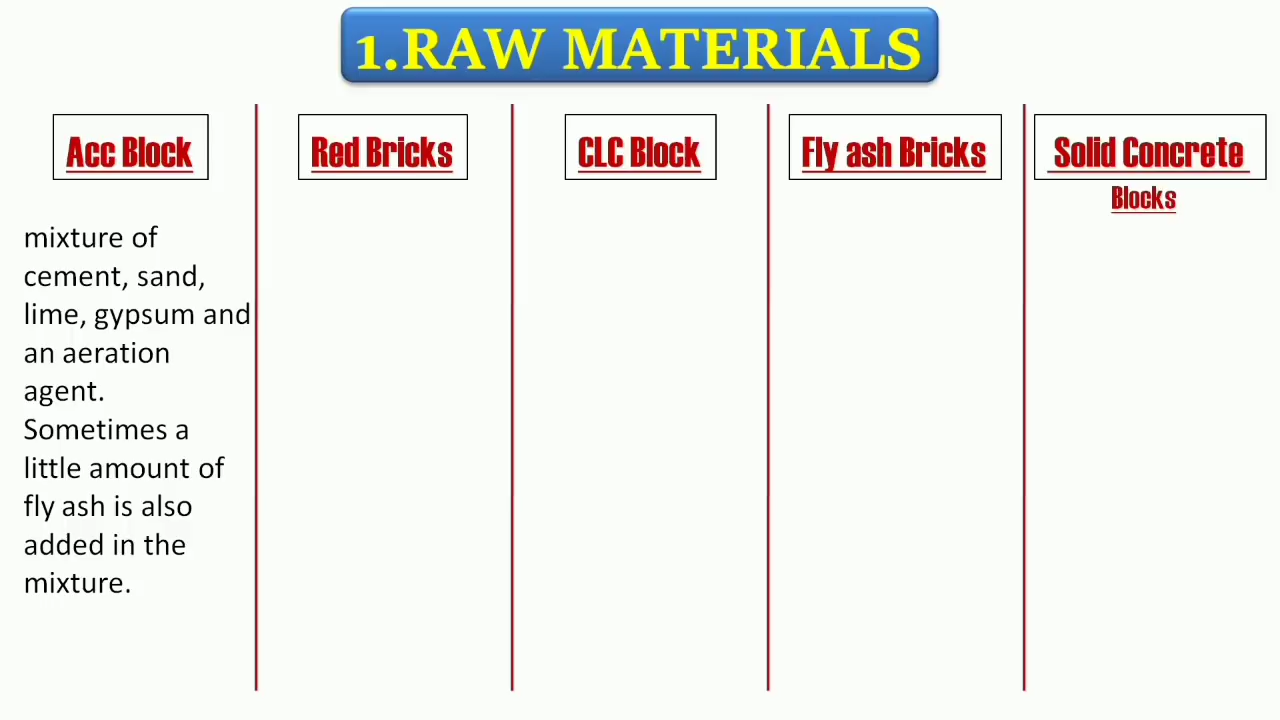 1.RAW MATERIALS
Acc Block
Red Bricks
CLC Block
Fly ash Bricks
Solid Concrete
Blocks
mixture of
cement, sand,
lime, gypsum and
an aeration
agent.
Sometimes a
little amount of
fly ash is also
added in the
mixture.